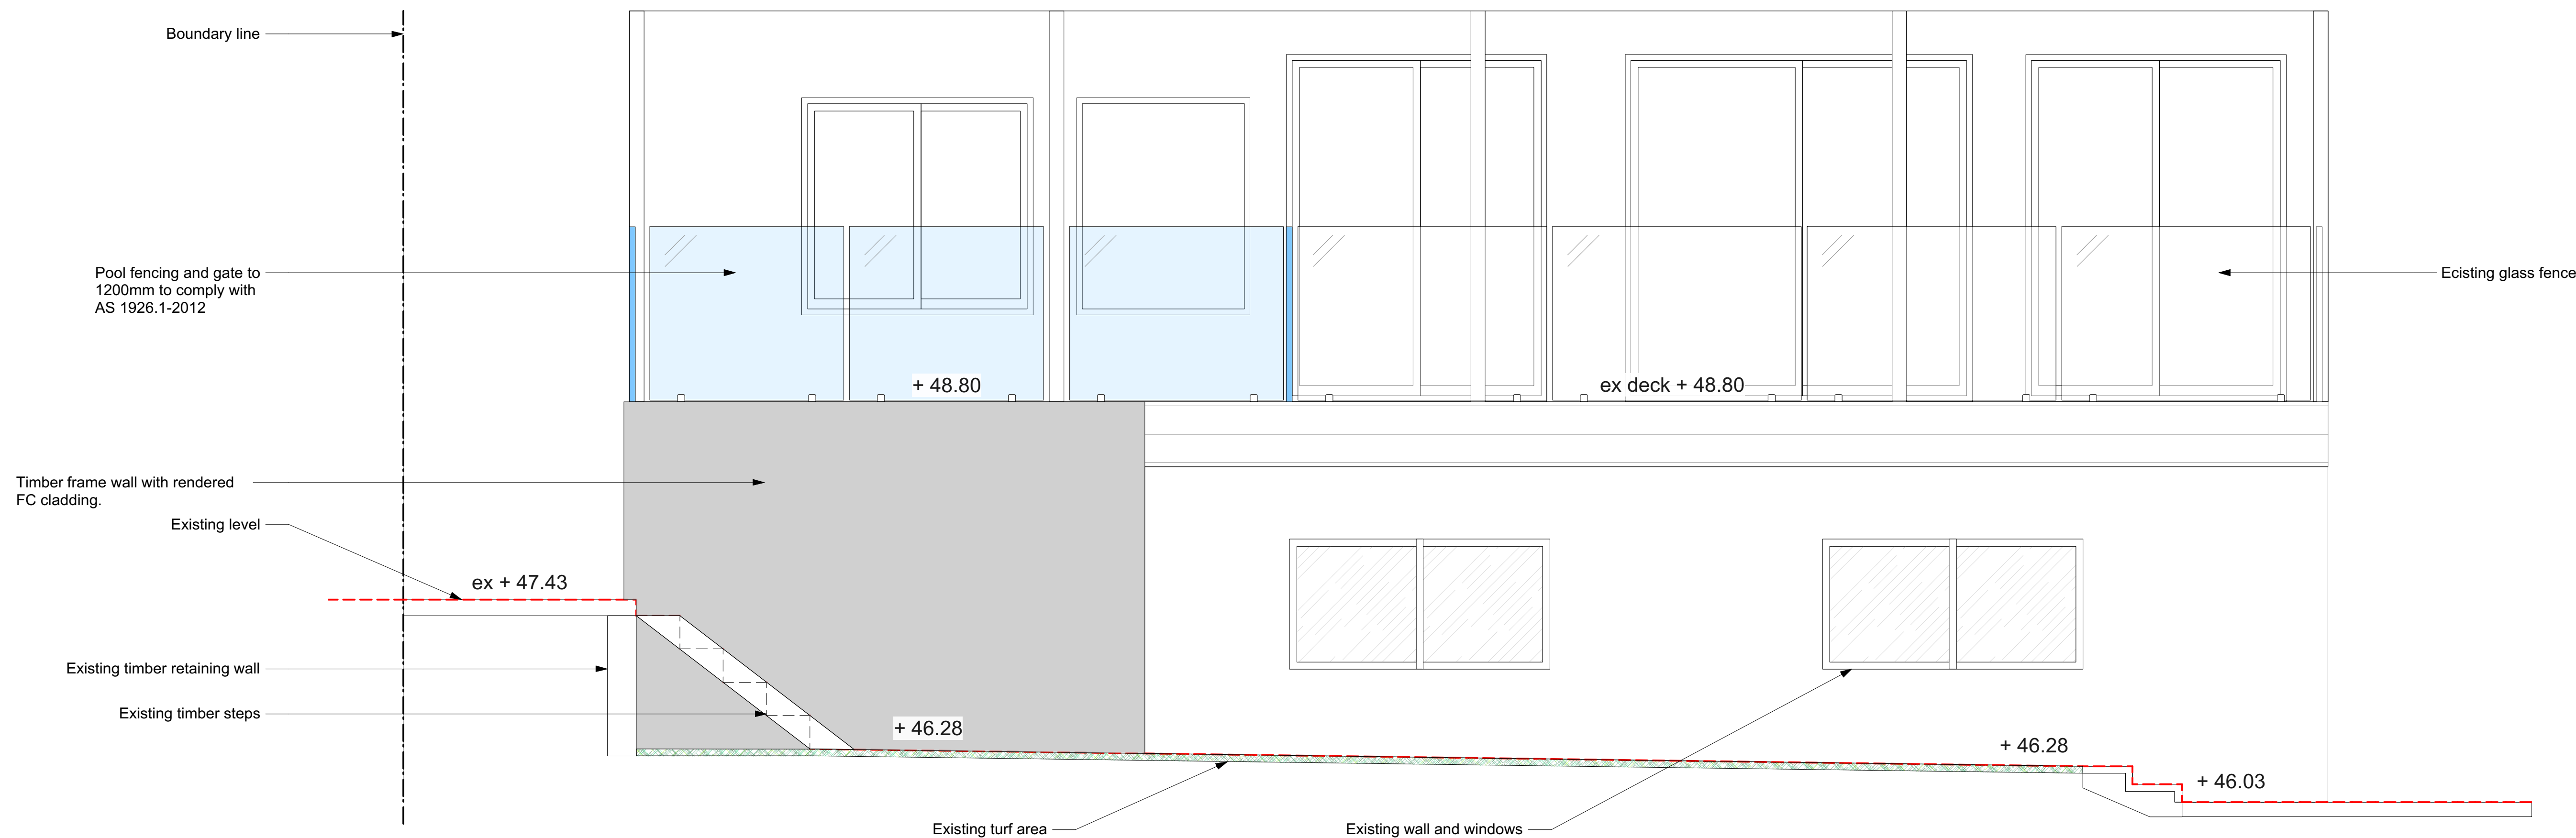 Boundary line
Pool fencing and gate to
1200mm to comply with
AS 1926.1-2012
Ecisting glass fence
+ 48.80
ex deck + 48.80
Timber frame wall with rendered
FC cladding.
Existing level
ex + 47.43
Existing timber retaining wall
Existing timber steps
+ 46.28
+ 46.28
+ 46.03
Existing turf area
Existing wall and windows